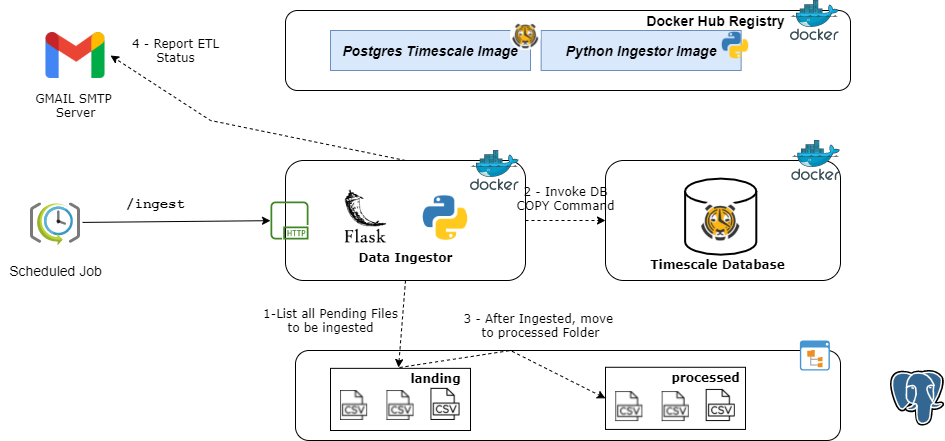 Docker Hub Registry
docker
Postgres Timescale Image
Python Ingestor Image
4 - Report ETL
Status
GMAIL SMTP
Server
docker
docker
/ingest
HTTP
Flask
Data Ingestor
2 - Invoke DB
COPY Command
Timescale Database
Scheduled Job
1-List all Pending Files
to be ingested
3 - After Ingested, move
to processed Folder
landing
CSV
CSV
CSV
processed
CSV
CSV
CSV